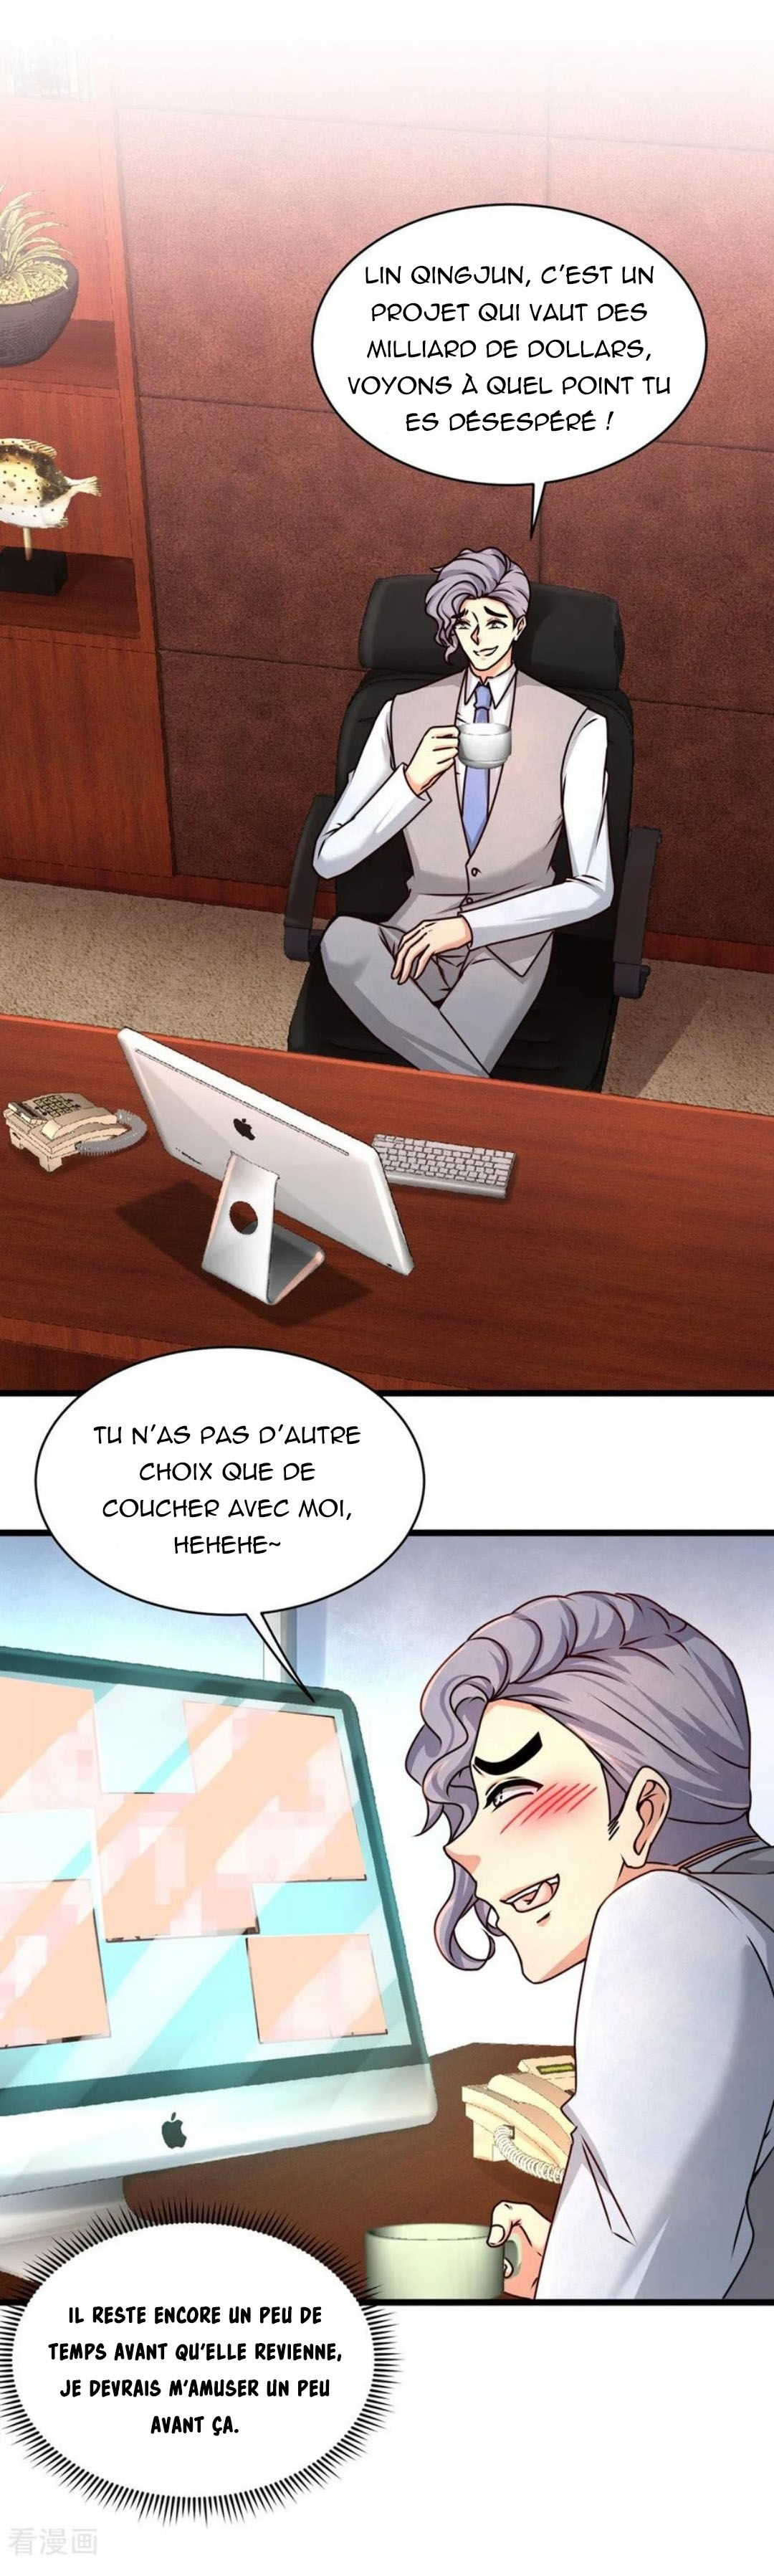 LIN QINGJUN, C'EST UN
PROJET QUI VAUT DES
MILLIARD DE DOLLARS,
VOYONS À QUEL POINT TU
ES DÉSESPÉRÉ !
TU N'AS PAS D'AUTRE
CHOIX QUE DE
COUCHER AVEC MOI,
HEHEHE~
IL RESTE ENCORE UN PEU DE
TEMPS AVANT QU'ELLE REVIENNE,
JE DEVRAIS M'AMUSER UN PEU
AVANT ÇA.
看漫画